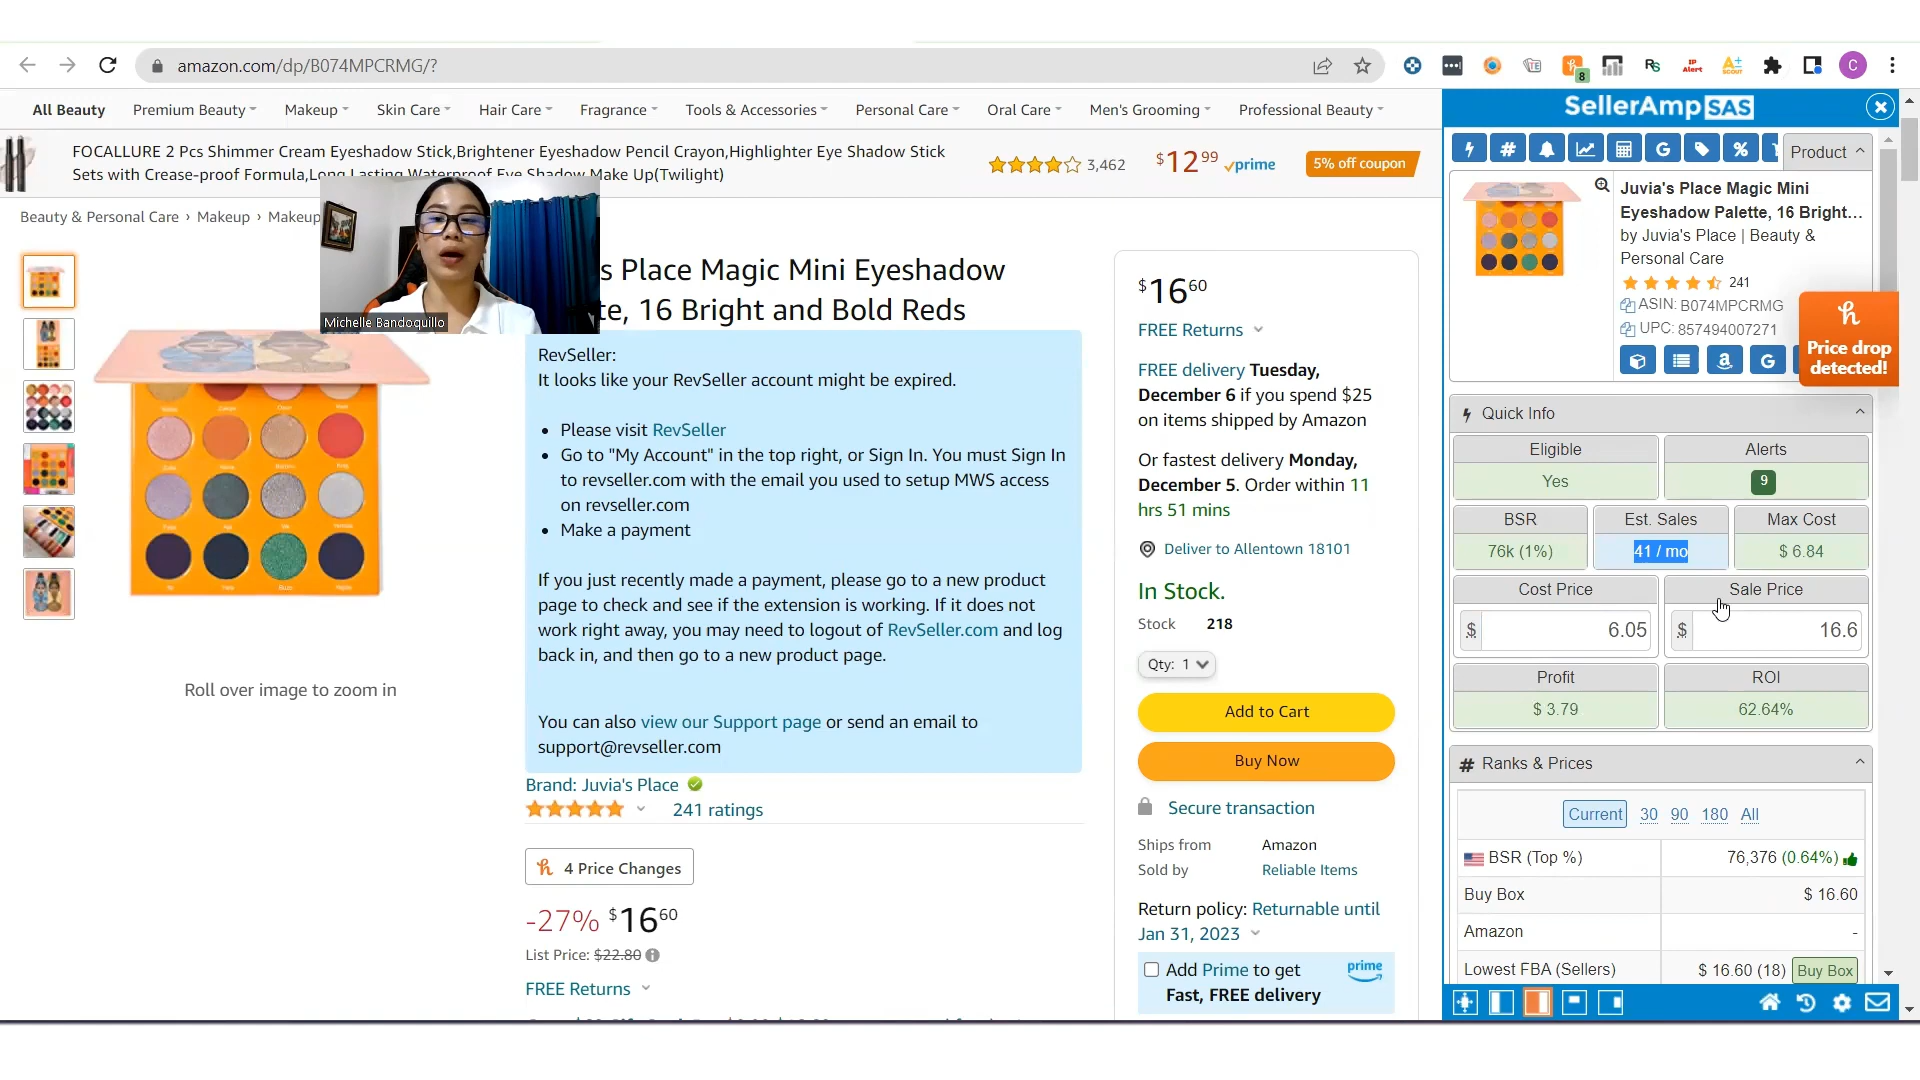 amazon.com/dp/B074MPCRMG/?
8
RS
IP
Alert
A+
SCOUT
C
All Beauty
Premium Beauty
Makeup
Skin Care
Hair Care
Fragrance
Tools & Accessories
Personal Care
Oral Care
Men's Grooming
Professional Beauty
FOCALLURE 2 Pcs Shimmer Cream Eyeshadow Stick,Brightener Eyeshadow Pencil Crayon,Highlighter Eye Shadow Stick
Sets with Crease-proof Formula,Long Lasting Waterproof Eye Shadow Make Up(Twilight)
3,462
$12 99
prime
5% off coupon
Beauty & Personal Care › Makeup › Makeup
Michelle Bandoquillo
s Place Magic Mini Eyeshadow
te, 16 Bright and Bold Reds
RevSeller:
It looks like your RevSeller account might be expired.
• Please visit RevSeller
• Go to "My Account" in the top right, or Sign In. You must Sign In
to revseller.com with the email you used to setup MWS access
on revseller.com
• Make a payment
If you just recently made a payment, please go to a new product
page to check and see if the extension is working. If it does not
work right away, you may need to logout of RevSeller.com and log
back in, and then go to a new product page.
You can also view our Support page or send an email to
support@revseller.com
Roll over image to zoom in
Brand: Juvia's Place
241 ratings
4 Price Changes
-27% $16 60
List Price: $22.80
FREE Returns
$16 60
FREE Returns
FREE delivery Tuesday,
December 6 if you spend $25
on items shipped by Amazon
Or fastest delivery Monday,
December 5. Order within 11
hrs 51 mins
Deliver to Allentown 18101
In Stock.
Stock 218
Qty: 1
Add to Cart
Buy Now
Secure transaction
Ships from Amazon
Sold by Reliable Items
Return policy: Returnable until
Jan 31, 2023
Add Prime to get
Fast, FREE delivery
prime
SellerAmp SAS
Product
Juvia's Place Magic Mini
Eyeshadow Palette, 16 Bright...
by Juvia's Place | Beauty &
Personal Care
241
ASIN: B074MPCRMG
UPC: 857494007271
Price drop
detected!
Quick Info
Eligible
Alerts
Yes
9
BSR
Est. Sales
Max Cost
76k (1%)
41 / mo
$ 6.84
Cost Price
Sale Price
$ 6.05
$ 16.6
Profit
ROI
$ 3.79
62.64%
Ranks & Prices
Current 30 90 180 All
BSR (Top %) 76,376 (0.64%)
Buy Box $ 16.60
Amazon -
Lowest FBA (Sellers) $ 16.60 (18) Buy Box